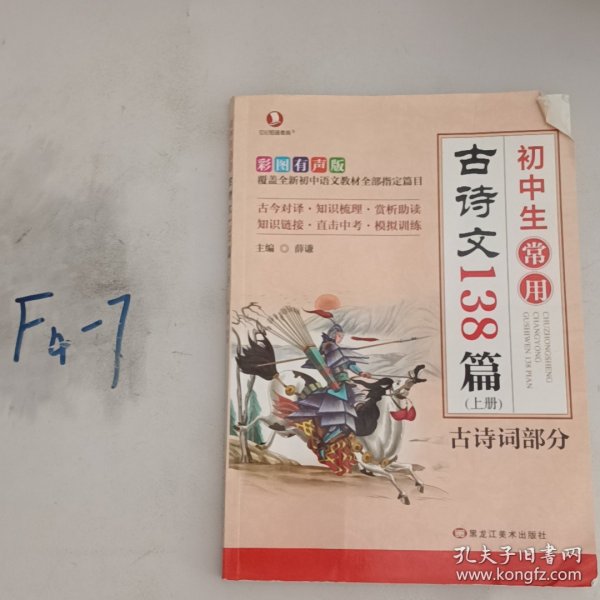 F4-7
彩图有声版
覆盖全新初中语文教材全部指定篇目
古今对译·知识梳理·赏析助读
知识链接·直击中考·模拟训练
主编◎薛谦
初中生常用
古诗文138篇
(上册)
CHUZHONGSHENG
CHANGYONG
GUSHIWEN 138 PIAN
古诗词部分
黑龙江美术出版社
孔夫子旧书网
www.kongfz.com